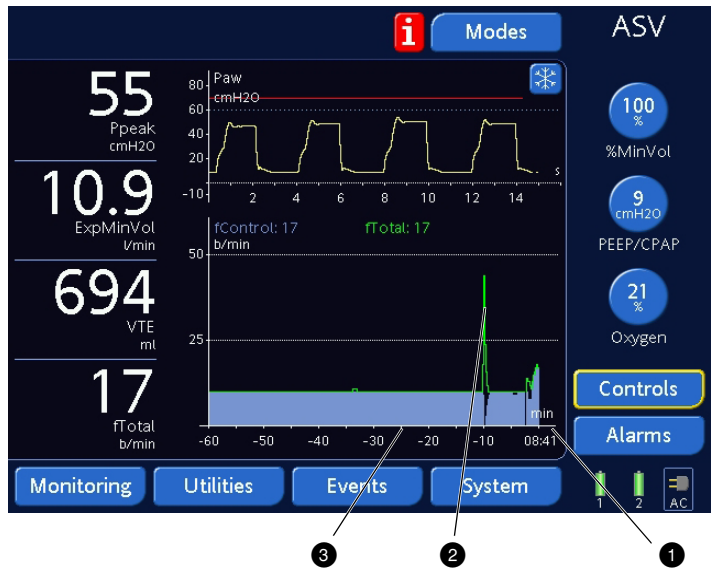 i
Modes
ASV
55
Ppeak
cmH2O
10.9
ExpMinVol
l/min
694
VTE
ml
17
fTotal
b/min
Paw
cmH2O
80
60
40
20
-10
2 4 6 8 10 12 14
s
fControl: 17 fTotal: 17
b/min
50
25
min
-60 -50 -40 -30 -20 -10 08:41
100
%
%MinVol
9
cmH2O
PEEP/CPAP
21
%
Oxygen
Controls
Alarms
Monitoring Utilities Events System
1 2 AC
3 2 1